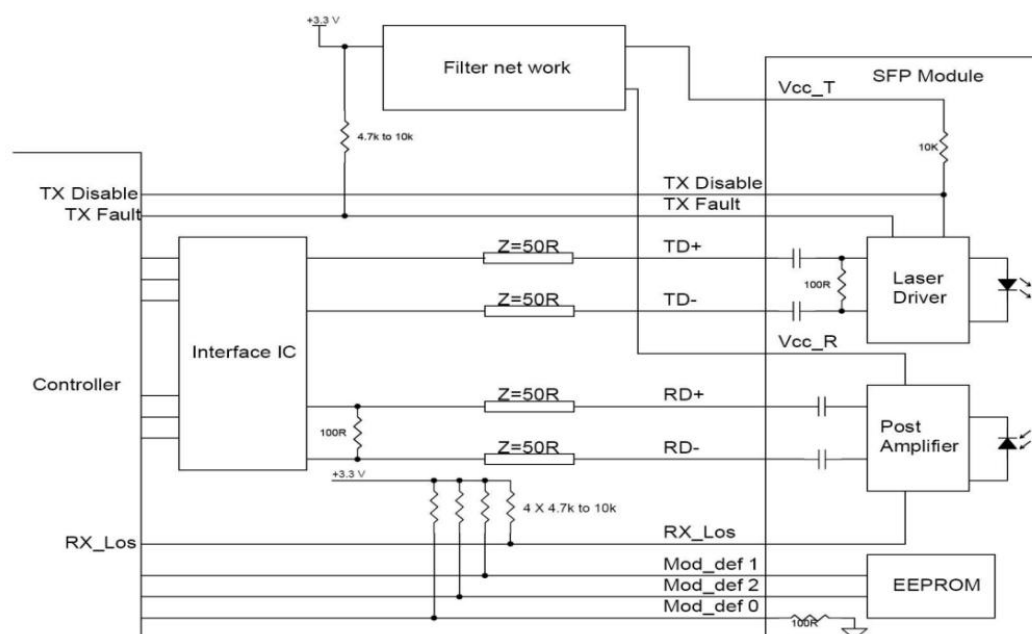 +3.3 V
Filter net work
SFP Module
Vcc_T
4.7k to 10k
10K
TX Disable
TX Disable
TX Fault
TX Fault
Z=50R
TD+
100R
Laser
Driver
Z=50R
TD-
Interface IC
Vcc_R
Controller
Z=50R
RD+
100R
Post
Amplifier
Z=50R
RD-
+3.3 V
4 X 4.7k to 10k
RX_Los
RX_Los
Mod_def 1
EEPROM
Mod_def 2
Mod_def 0
100R